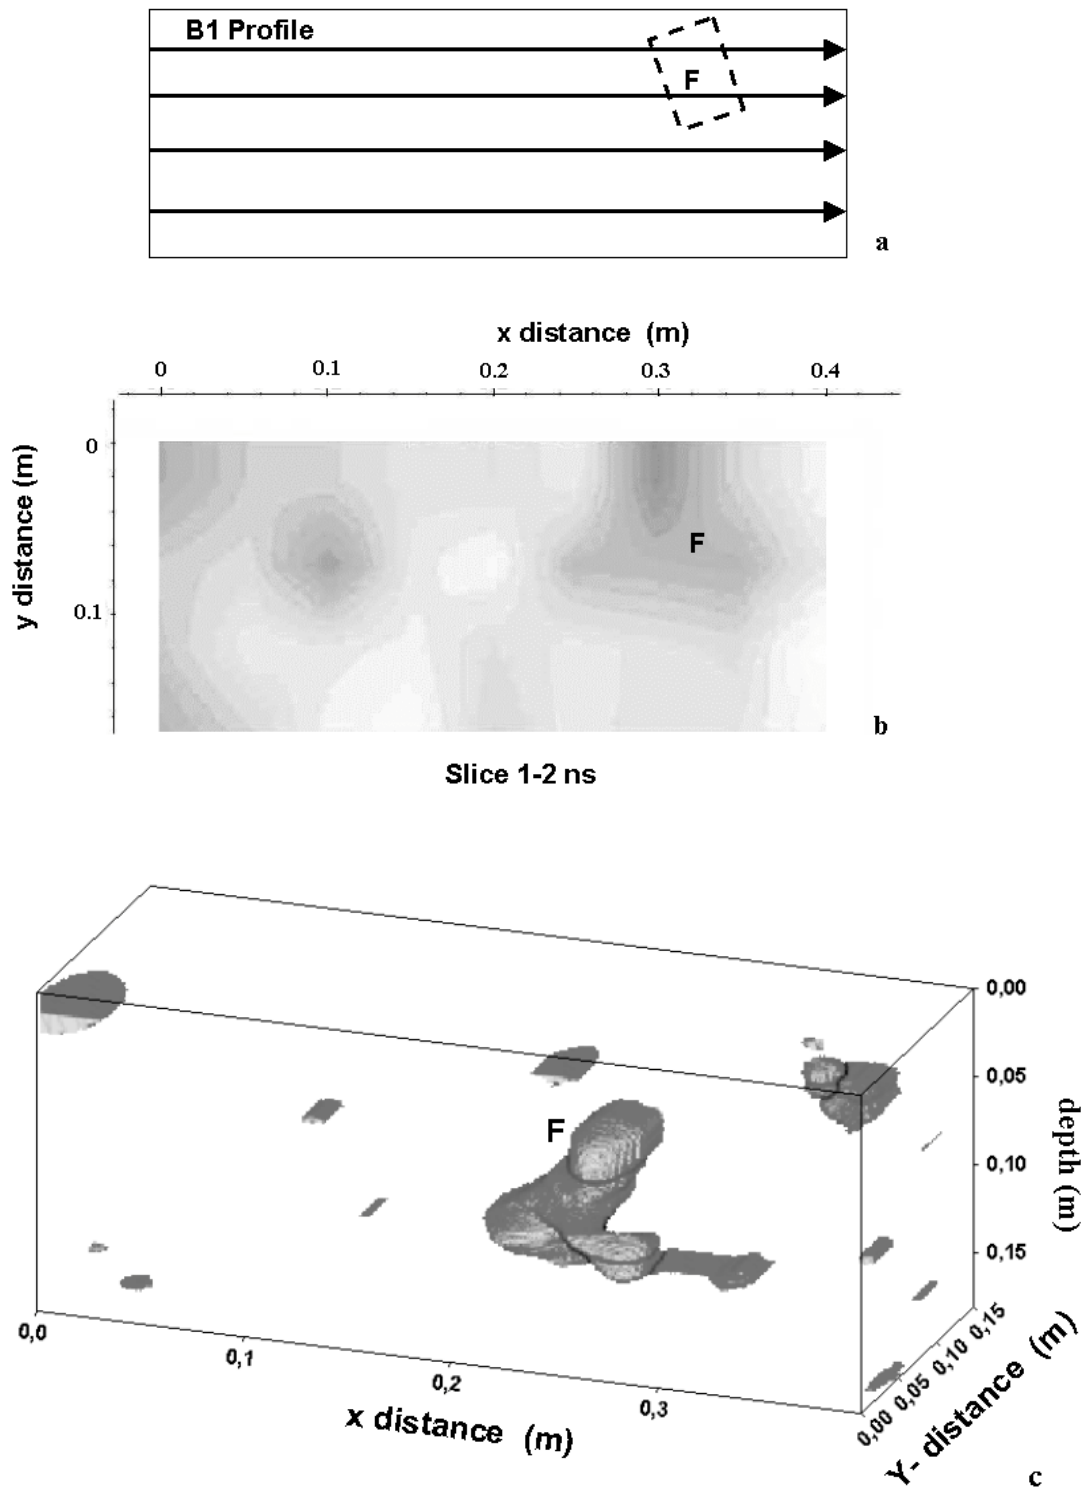 B1 Profile
F
a
x distance (m)
0 0.1 0.2 0.3 0.4
y distance (m)
0
0.1
F
b
Slice 1-2 ns
F
0,00
0,05
0,10
0,15
depth (m)
0,0
0,1
0,2
0,3
x distance (m)
0,00 0,05 0,10 0,15
Y- distance (m)
c